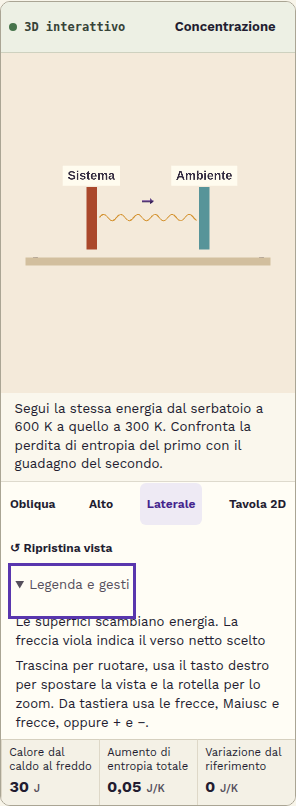 3D interattivo
Concentrazione
Sistema
Ambiente
Segui la stessa energia dal serbatoio a
600 K a quello a 300 K. Confronta la
perdita di entropia del primo con il
guadagno del secondo.
Obliqua
Alto
Laterale
Tavola 2D
↺ Ripristina vista
▼ Legenda e gesti
Le superfici scambiano energia. La
freccia viola indica il verso netto scelto
Trascina per ruotare, usa il tasto destro
per spostare la vista e la rotella per lo
zoom. Da tastiera usa le frecce, Maiusc e
frecce, oppure + e −.
Calore dal
caldo al freddo
30 J
Aumento di
entropia totale
0,05 J/K
Variazione dal
riferimento
0 J/K